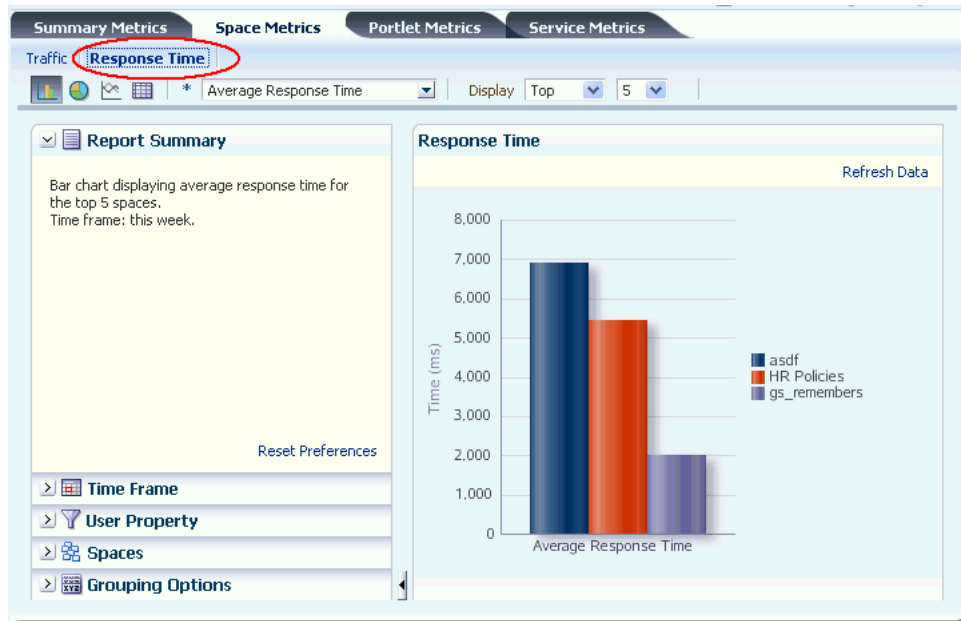 Summary Metrics Space Metrics Portlet Metrics Service Metrics
Traffic Response Time
* Average Response Time Display Top 5
Report Summary
Bar chart displaying average response time for
the top 5 spaces.
Time frame: this week.
Reset Preferences
Time Frame
User Property
Spaces
Grouping Options
Response Time
Refresh Data
8,000
7,000
6,000
5,000
4,000
3,000
2,000
1,000
0
Time (ms)
Average Response Time
asdf
HR Policies
gs_remembers